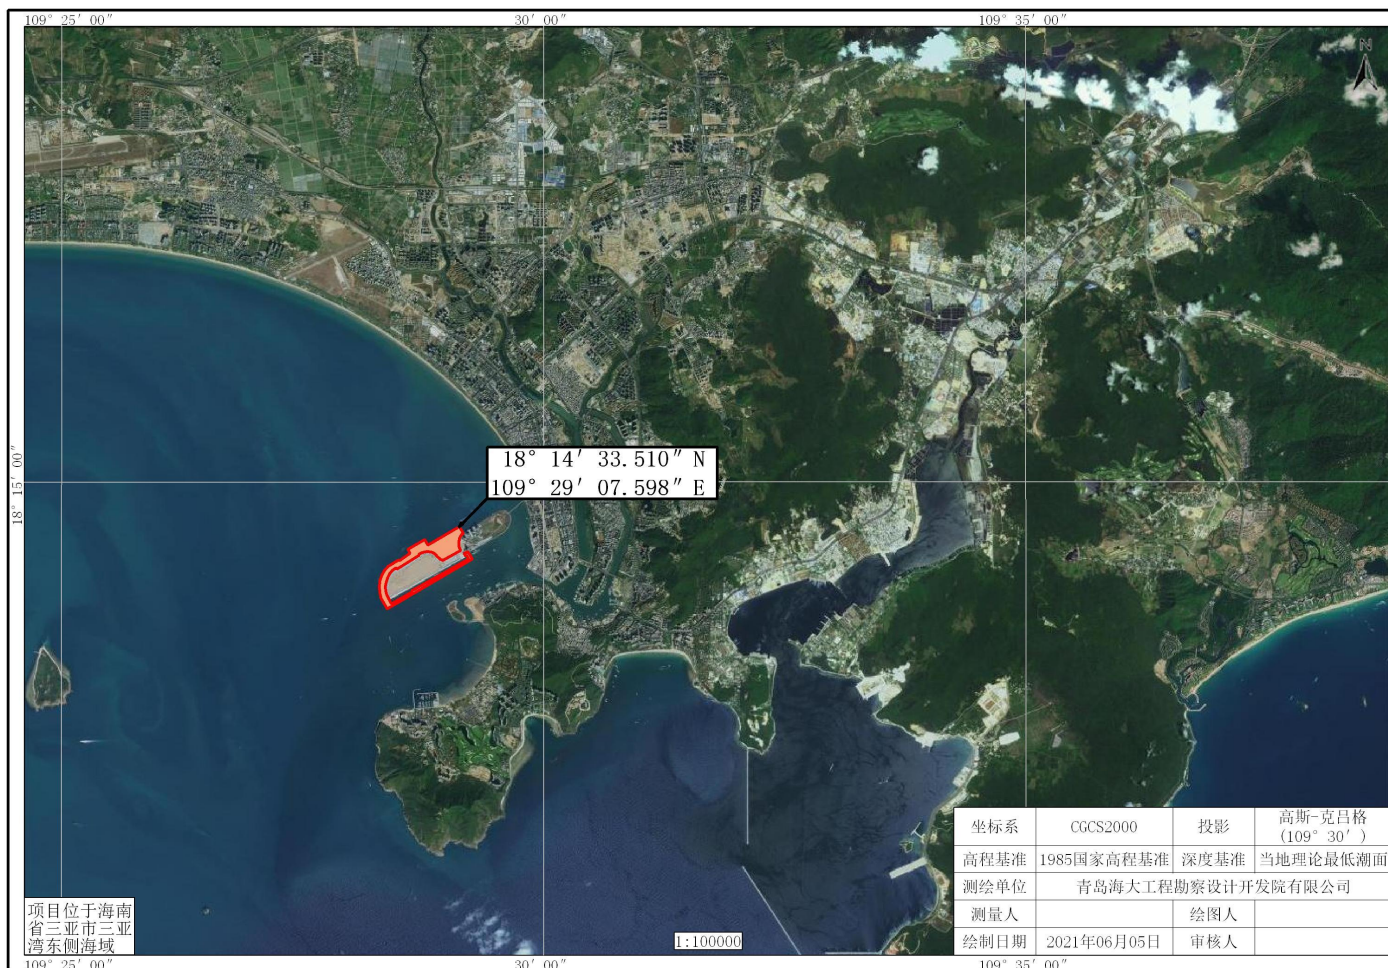 109° 25′ 00″
30′ 00″
109° 35′ 00″
N
18° 14′ 33.510″ N
109° 29′ 07.598″ E
18° 15′ 00″
坐标系 CGCS2000 投影 高斯-克吕格
(109° 30′)
高程基准 1985国家高程基准 深度基准 当地理论最低潮面
测绘单位 青岛海大工程勘察设计开发院有限公司
测量人 绘图人
绘制日期 2021年06月05日 审核人
项目位于海南
省三亚市三亚
湾东侧海域
1:100000
109° 25′ 00″
30′ 00″
109° 35′ 00″